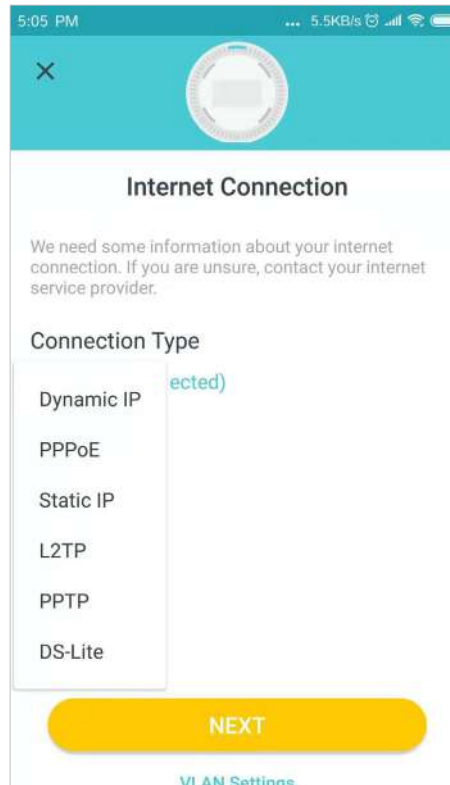 5:05 PM ... 5.5KB/s
Internet Connection
We need some information about your internet
connection. If you are unsure, contact your internet
service provider.
Connection Type
ected)
Dynamic IP
PPPoE
Static IP
L2TP
PPTP
DS-Lite
NEXT
VLAN Settings